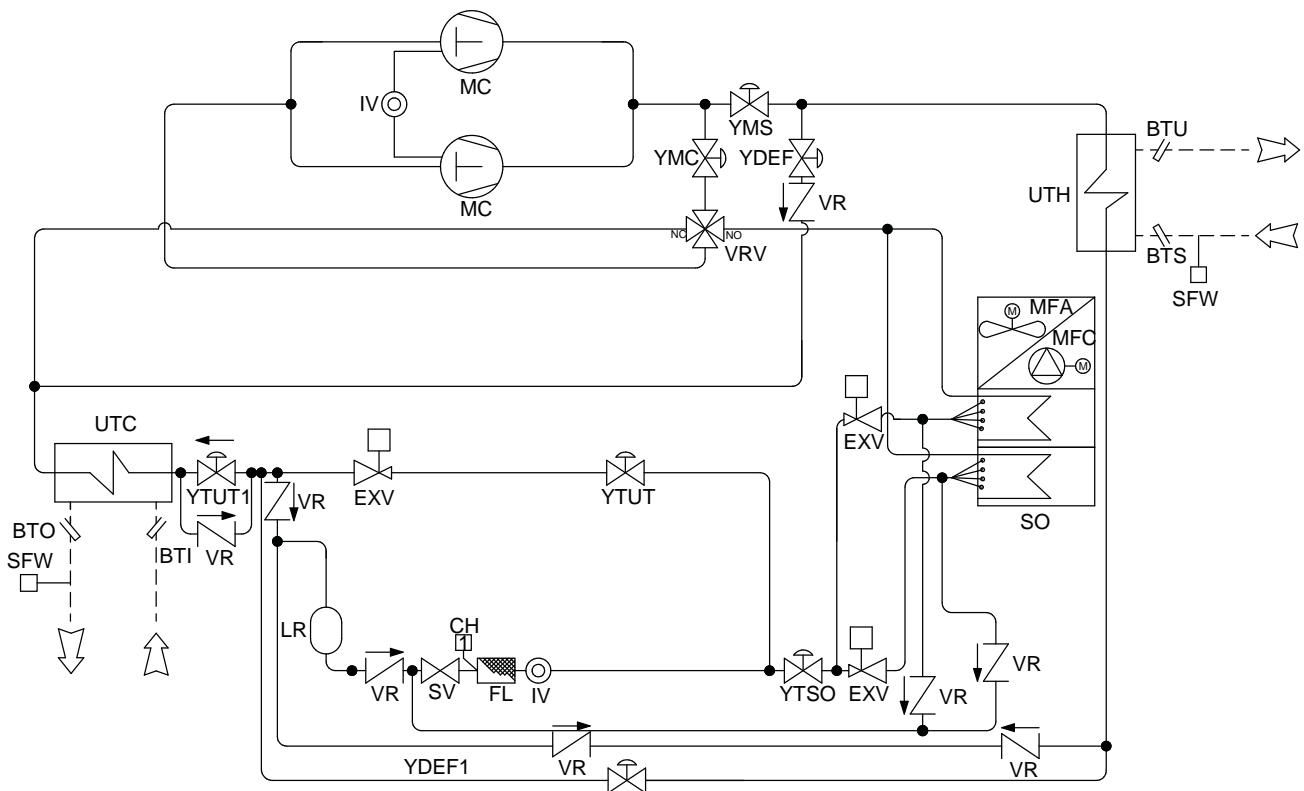 MC
IV
MC
YMS
YMC
YDEF
VR
NC
NO
VRV
BTU
UTH
BTS
SFW
MFA
M
MFC
M
EXV
UTC
YTUT1
VR
EXV
YTUT
VR
BTO
BTI
SFW
SO
LR
CH
1
VR
SV
FL
IV
YTSO
EXV
VR
VR
YDEF1
VR
VR